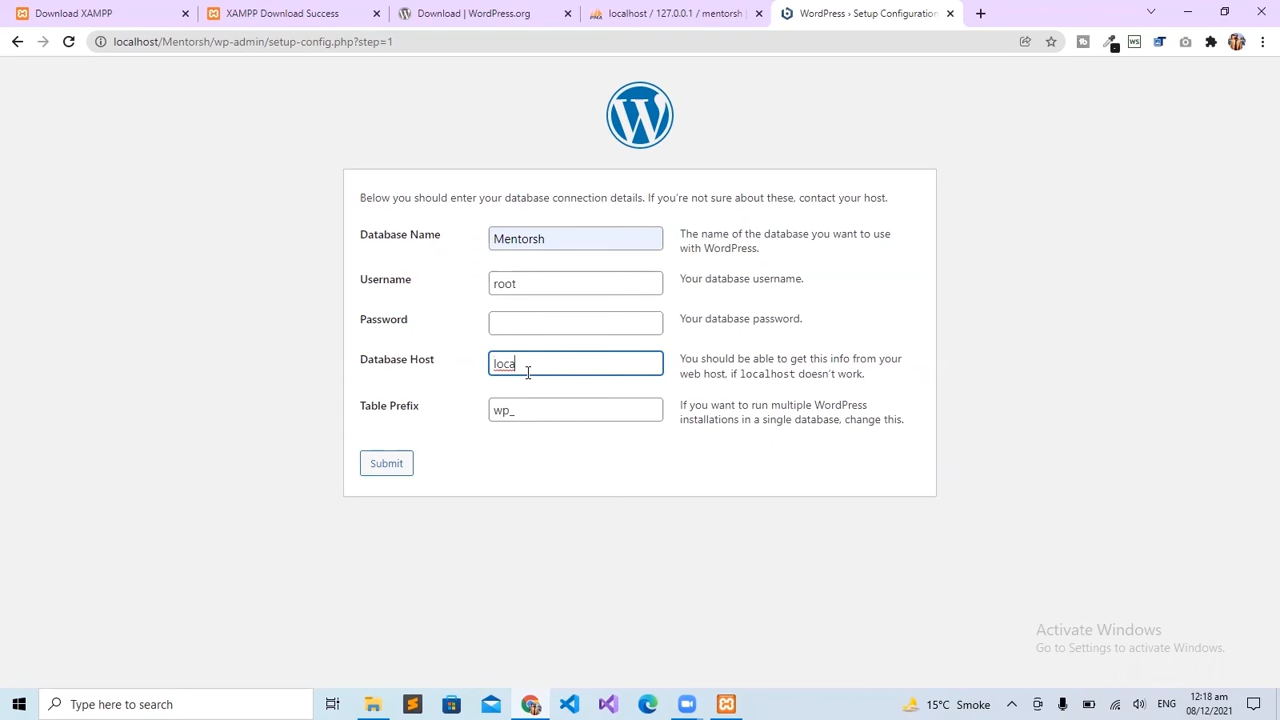 XAMPP Download XAMPP Download Success Download | WordPress.org localhost / 127.0.0.1 / mentorsh | WordPress › Setup Configuration
localhost/Mentorsh/wp-admin/setup-config.php?step=1
Below you should enter your database connection details. If you're not sure about these, contact your host.
Database Name Mentorsh The name of the database you want to use
with WordPress.
Username root Your database username.
Password Your database password.
Database Host loca You should be able to get this info from your
web host, if localhost doesn't work.
Table Prefix wp_ If you want to run multiple WordPress
installations in a single database, change this.
Submit
Activate Windows
Go to Settings to activate Windows.
Type here to search 15°C Smoke ENG 12:18 am
08/12/2021